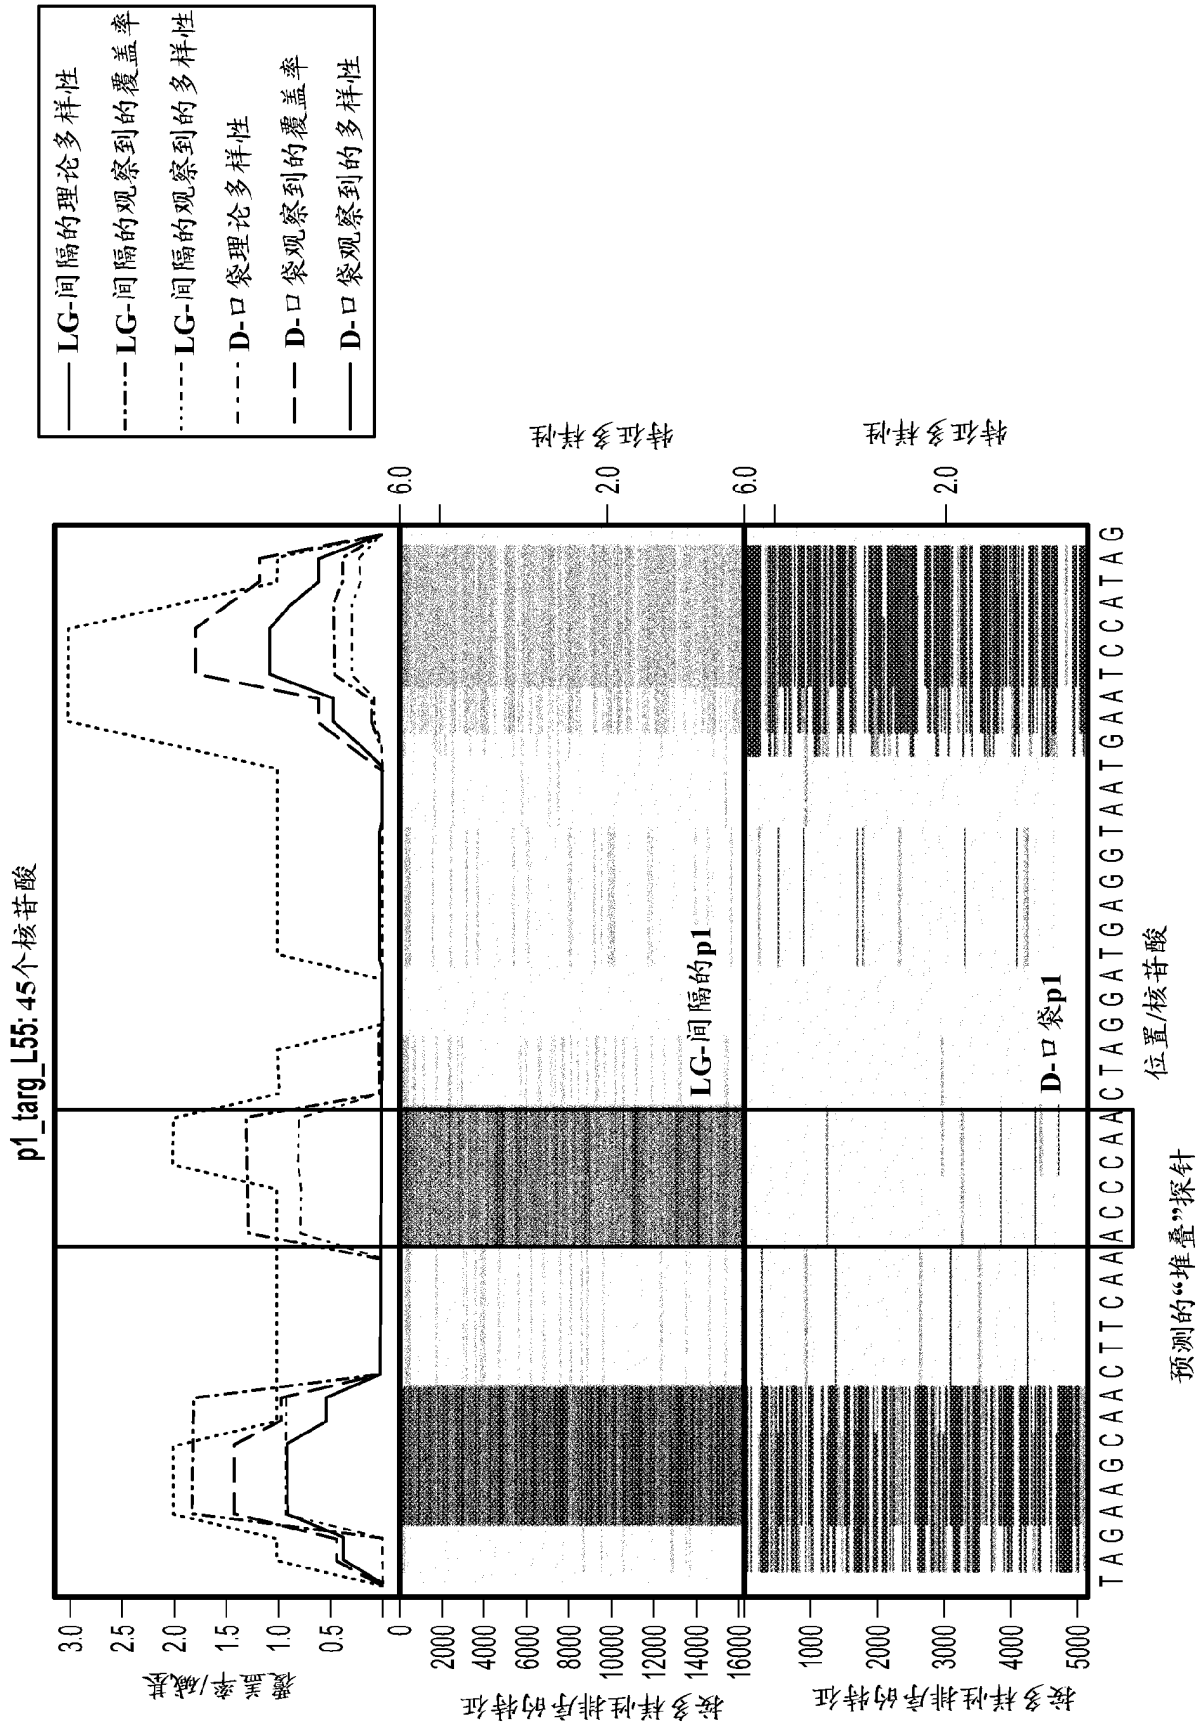 p1_targ_L55: 45个核苷酸
LG-间隔的理论多样性
LG-间隔的观察到的覆盖率
LG-间隔的观察到的多样性
D-口袋理论多样性
D-口袋观察到的覆盖率
D-口袋观察到的多样性
覆盖率/碱基
3.0
2.5
2.0
1.5
1.0
0.5
按多样性排序的特征
0
2000
4000
6000
8000
10000
12000
14000
16000
LG-间隔的p1
6.0
2.0
特征多样性
按多样性排序的特征
1000
2000
3000
4000
5000
D-口袋p1
6.0
2.0
特征多样性
TAGAAGCAACTTCAAACCCAACTAGGATGAGGTAATGAATCCATAG
位置/核苷酸
预测的“堆叠”探针